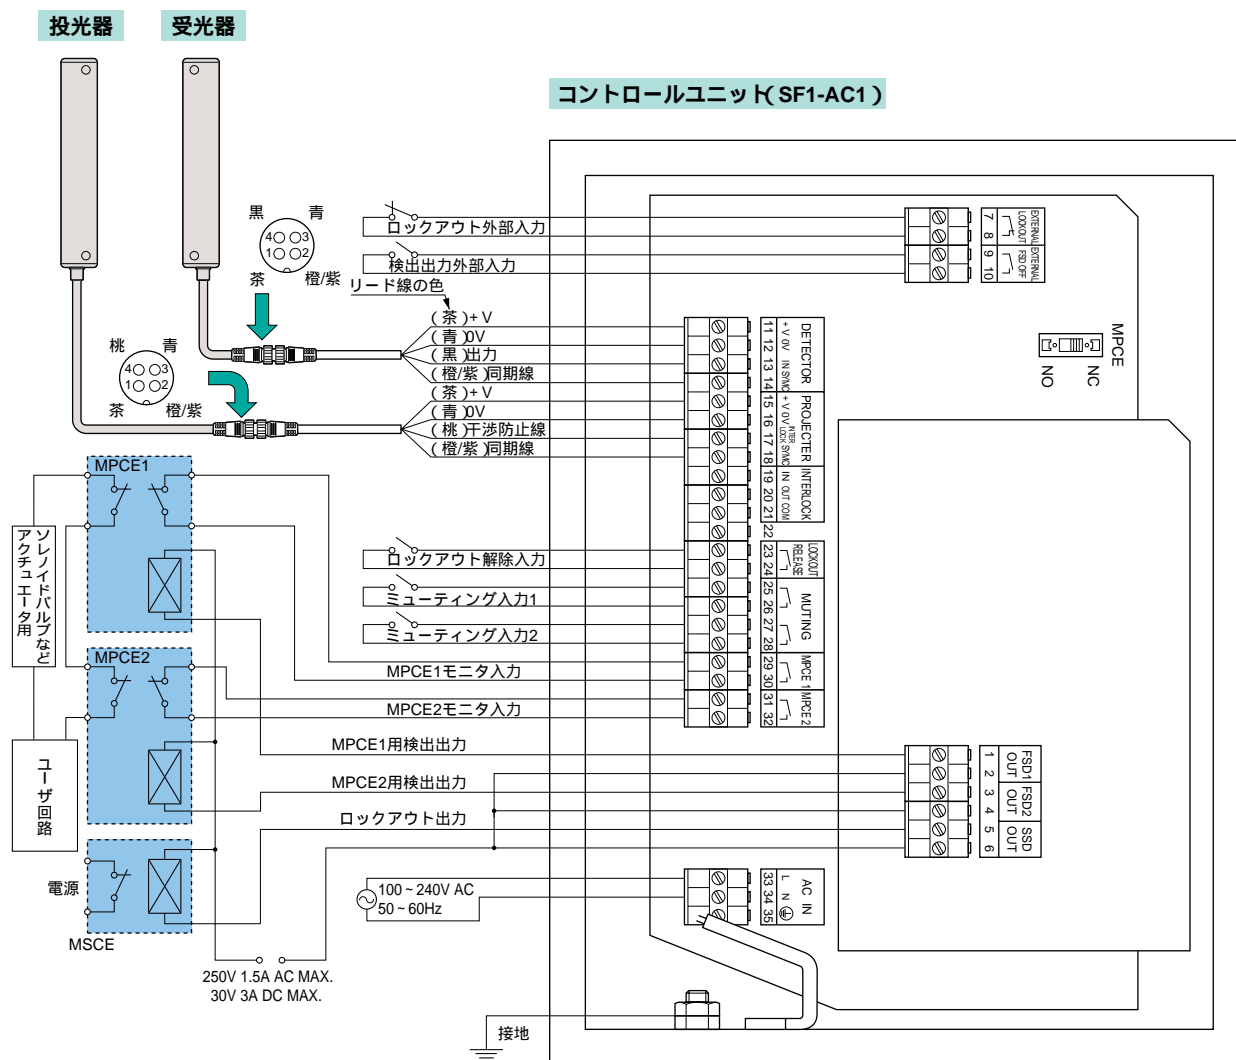 投光器
受光器
コントロールユニット(SF1-AC1)
黒 青
4 3
1 2
茶 橙/紫
桃 青
4 3
1 2
茶 橙/紫
ロックアウト外部入力
検出出力外部入力
リード線の色
(茶)+V
(青)0V
(黒)出力
(橙/紫)同期線
(茶)+V
(青)0V
(桃)干渉防止線
(橙/紫)同期線
ロックアウト解除入力
ミューティング入力1
ミューティング入力2
MPCE1モニタ入力
MPCE2モニタ入力
MPCE1用検出出力
MPCE2用検出出力
ロックアウト出力
MPCE1
MPCE2
MSCE
ソレノイドバルブなど
アクチュエータ用
ユーザ回路
電源
250V 1.5A AC MAX.
30V 3A DC MAX.
100~240V AC
50~60Hz
接地
7 8 9 10
EXTERNAL LOCKOUT
EXTERNAL FSD OFF
MPCE
NO NC
11 12 13 14 15 16 17 18 19 20 21 22
DETECTOR
+V 0V IN SYMC
PROJECTER
+V 0V INTER LOCK SYMC
INTERLOCK
IN OUT COM
23 24 25 26 27 28 29 30 31 32
LOCKOUT RELEASE
MUTING
MPCE 1
MPCE 2
1 2 3 4 5 6
FSD1 OUT
FSD2 OUT
SSD OUT
33 34 35
L N
AC IN